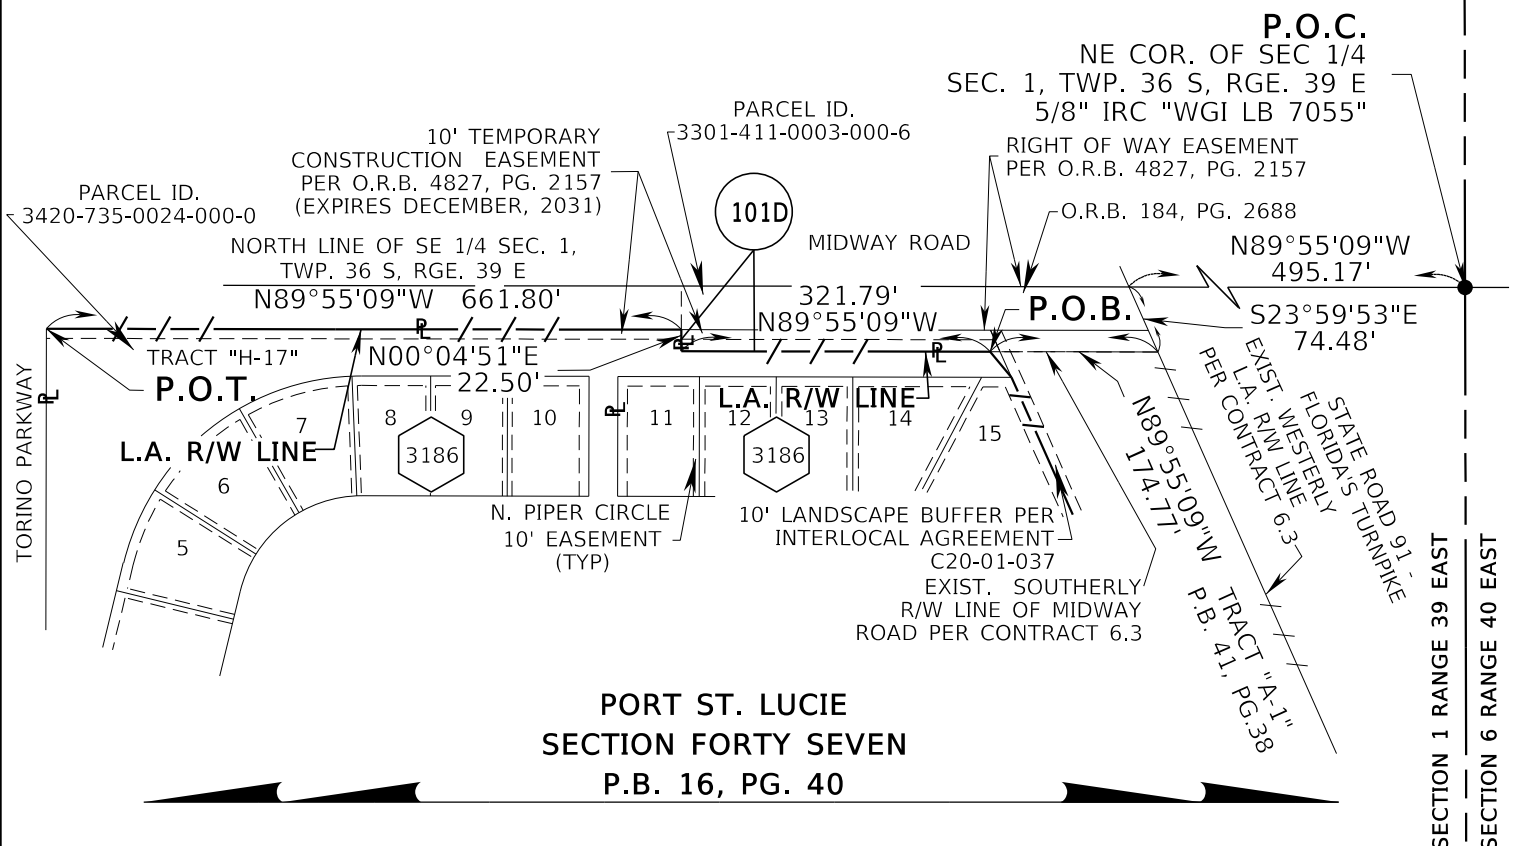 P.O.C.
NE COR. OF SEC 1/4
SEC. 1, TWP. 36 S, RGE. 39 E
5/8" IRC "WGI LB 7055"
PARCEL ID.
3301-411-0003-000-6
10' TEMPORARY
CONSTRUCTION EASEMENT
PER O.R.B. 4827, PG. 2157
(EXPIRES DECEMBER, 2031)
RIGHT OF WAY EASEMENT
PER O.R.B. 4827, PG. 2157
PARCEL ID.
3420-735-0024-000-0
101D
O.R.B. 184, PG. 2688
MIDWAY ROAD
NORTH LINE OF SE 1/4 SEC. 1,
TWP. 36 S, RGE. 39 E
N89°55'09"W 661.80'
N89°55'09"W
495.17'
321.79'
N89°55'09"W
P.O.B.
S23°59'53"E
74.48'
PL
PL
PL
TRACT "H-17"
N00°04'51"E
22.50'
P.O.T.
PL
PL
L.A. R/W LINE
L.A. R/W LINE
TORINO PARKWAY
5
6
7
8
9
10
11
12
13
14
15
3186
3186
N. PIPER CIRCLE
10' EASEMENT
(TYP)
10' LANDSCAPE BUFFER PER
INTERLOCAL AGREEMENT
C20-01-037
EXIST. SOUTHERLY
R/W LINE OF MIDWAY
ROAD PER CONTRACT 6.3
N89°55'09"W
174.77'
TRACT "A-1"
P.B. 41, PG.38
EXIST. WESTERLY
L.A. R/W LINE
PER CONTRACT 6.3
STATE ROAD 91 -
FLORIDA'S TURNPIKE
SECTION 1 RANGE 39 EAST
SECTION 6 RANGE 40 EAST
PORT ST. LUCIE
SECTION FORTY SEVEN
P.B. 16, PG. 40